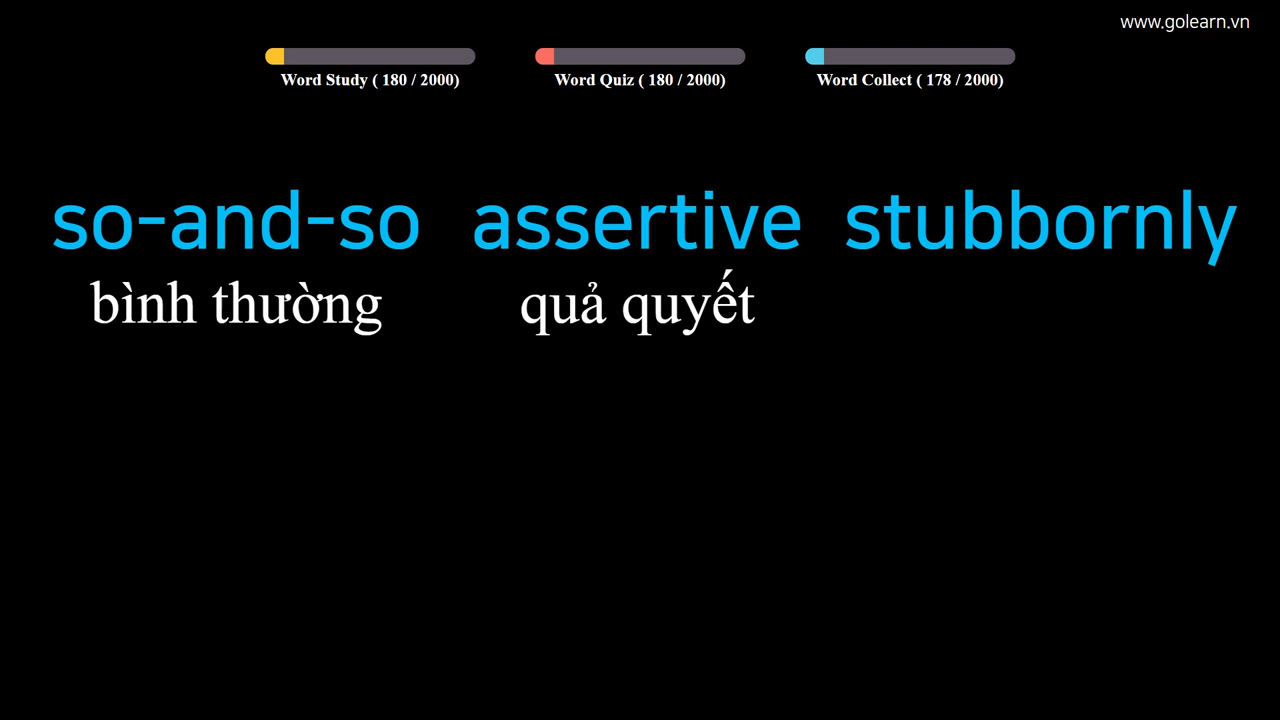 www.golearn.vn
Word Study ( 180 / 2000)
Word Quiz ( 180 / 2000)
Word Collect ( 178 / 2000)
so-and-so assertive stubbornly
bình thường quả quyết